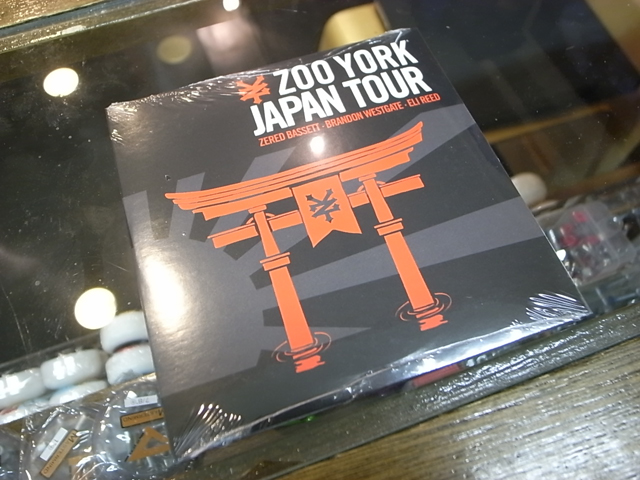 ZOO YORK
JAPAN TOUR
ZERED BASSETT · BRANDON WESTGATE · ELI REED